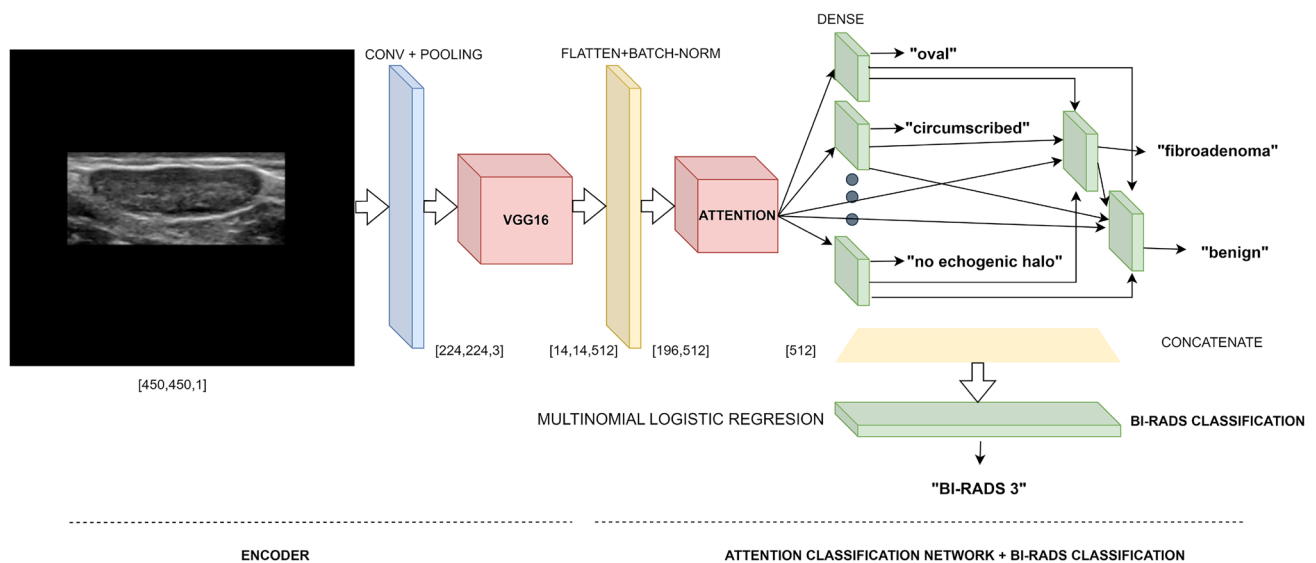 DENSE
CONV + POOLING
FLATTEN+BATCH-NORM
"oval"
"circumscribed"
"fibroadenoma"
VGG16
ATTENTION
"no echogenic halo"
"benign"
[224,224,3]
[14,14,512]
[196,512]
[512]
CONCATENATE
[450,450,1]
MULTINOMIAL LOGISTIC REGRESION
BI-RADS CLASSIFICATION
"BI-RADS 3"
ENCODER
ATTENTION CLASSIFICATION NETWORK + BI-RADS CLASSIFICATION